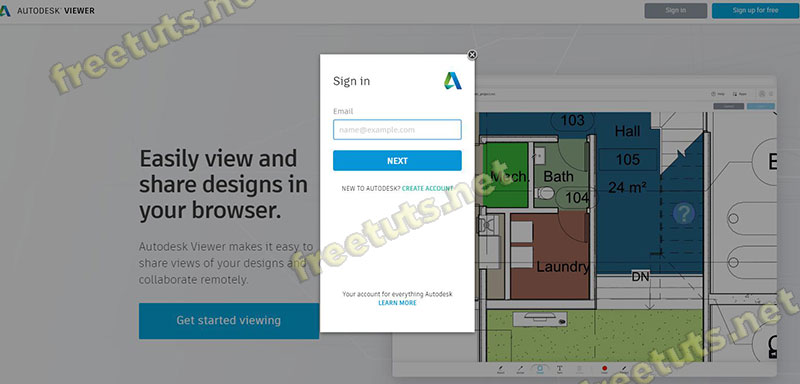 AUTODESK® VIEWER
Sign in
Sign up for free
freetuts.net
Sign in
Email
name@example.com
NEXT
NEW TO AUTODESK? CREATE ACCOUNT
Your account for everything Autodesk
LEARN MORE
Easily view and
share designs in
your browser.
Autodesk Viewer makes it easy to
share views of your designs and
collaborate remotely.
Get started viewing
freetuts.net
Help
103
Hall
105
24 m²
Mech.
Bath
104
?
Laundry
DN
freetuts.net